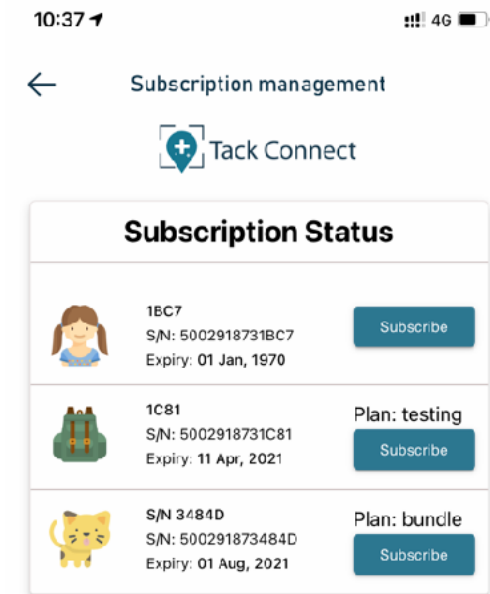 10:37 4G
Subscription management
Tack Connect
Subscription Status
1BC7
S/N: 5002918731BC7
Expiry: 01 Jan, 1970
Subscribe
1C81
S/N: 5002918731C81
Expiry: 11 Apr, 2021
Plan: testing
Subscribe
S/N 3484D
S/N: 500291873484D
Expiry: 01 Aug, 2021
Plan: bundle
Subscribe